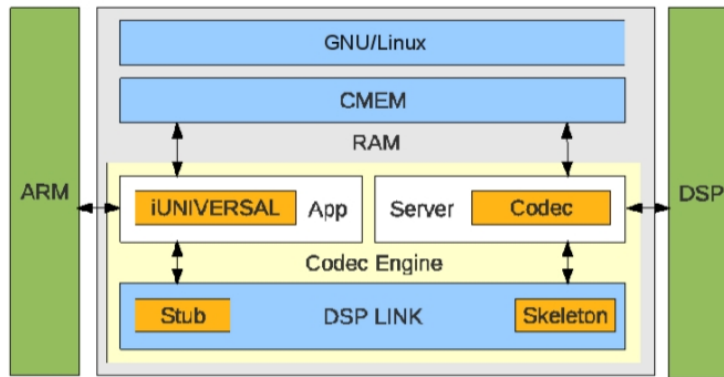 GNU/Linux
CMEM
RAM
ARM
iUNIVERSAL App
Server Codec
DSP
Codec Engine
Stub
DSP LINK
Skeleton